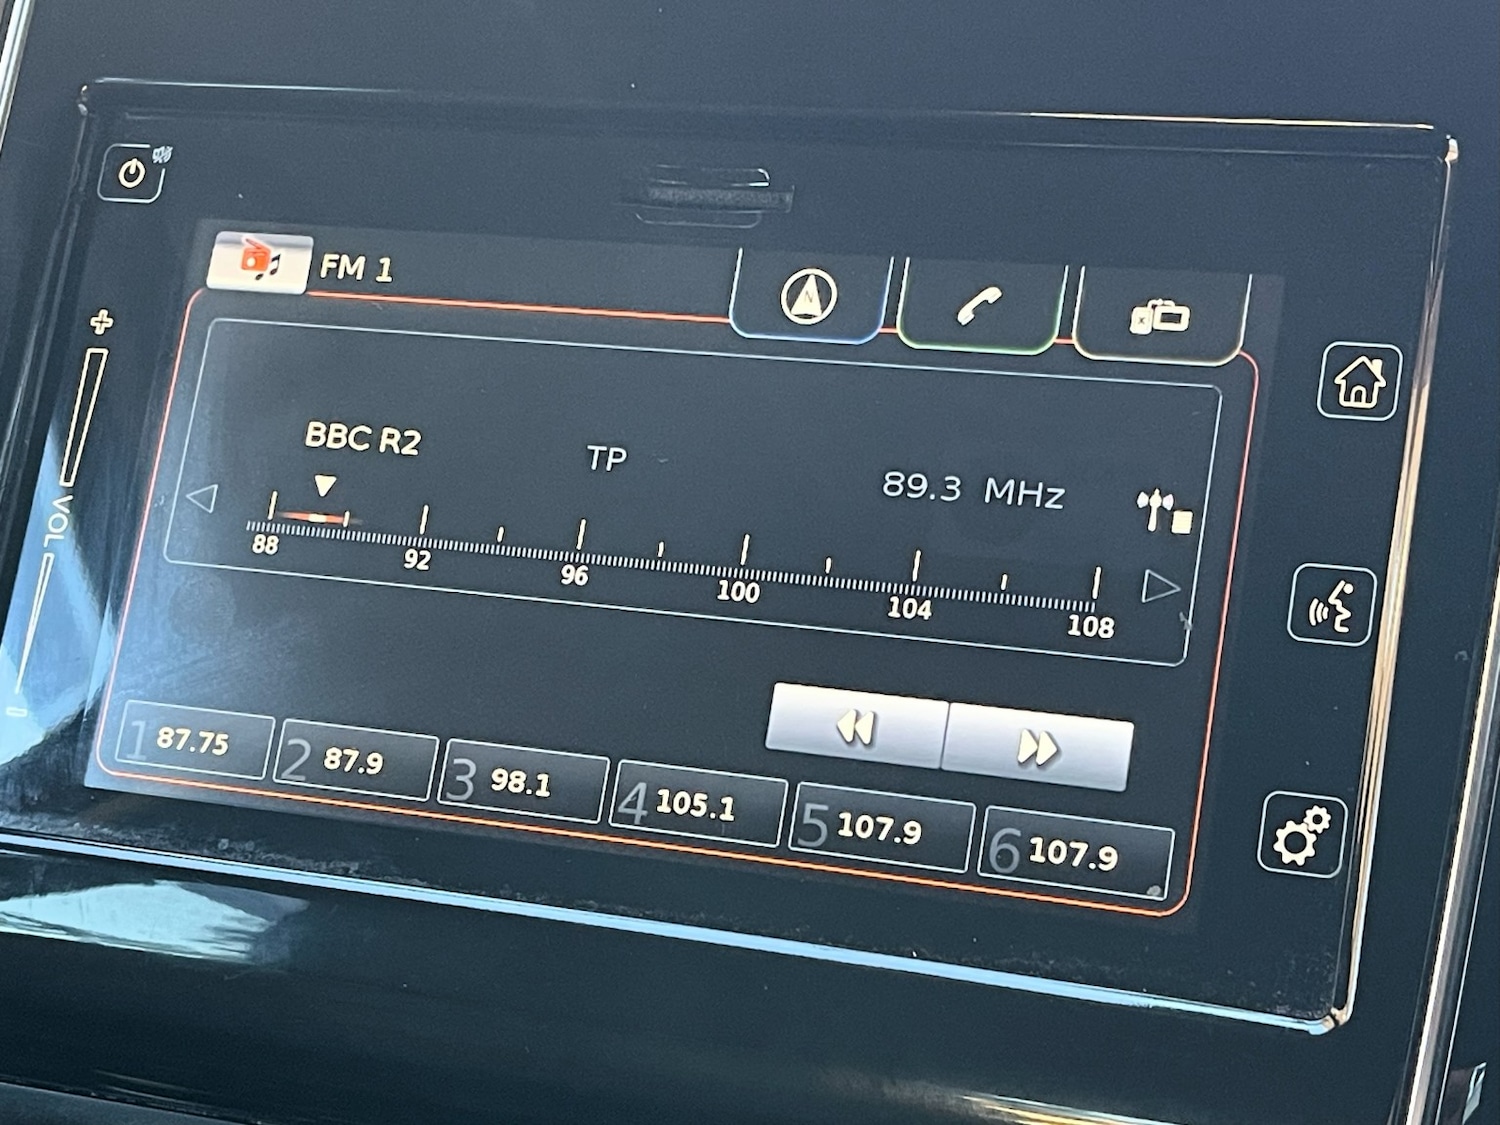 FM 1
N
+
BBC R2
TP
89.3 MHz
VOL
88 92 96 100 104 108
1 87.75
2 87.9
3 98.1
4 105.1
5 107.9
6 107.9